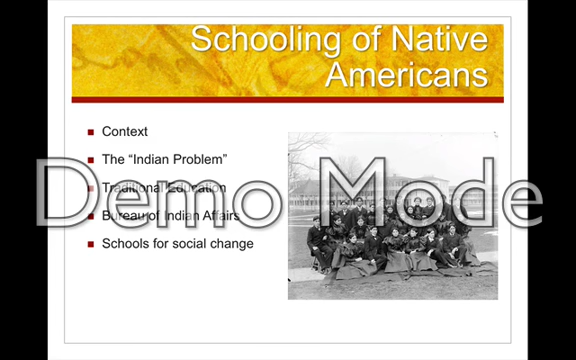 Schooling of Native
Americans
Context
The “Indian Problem”
Traditional Education
Bureau of Indian Affairs
Schools for social change
Demo Mode